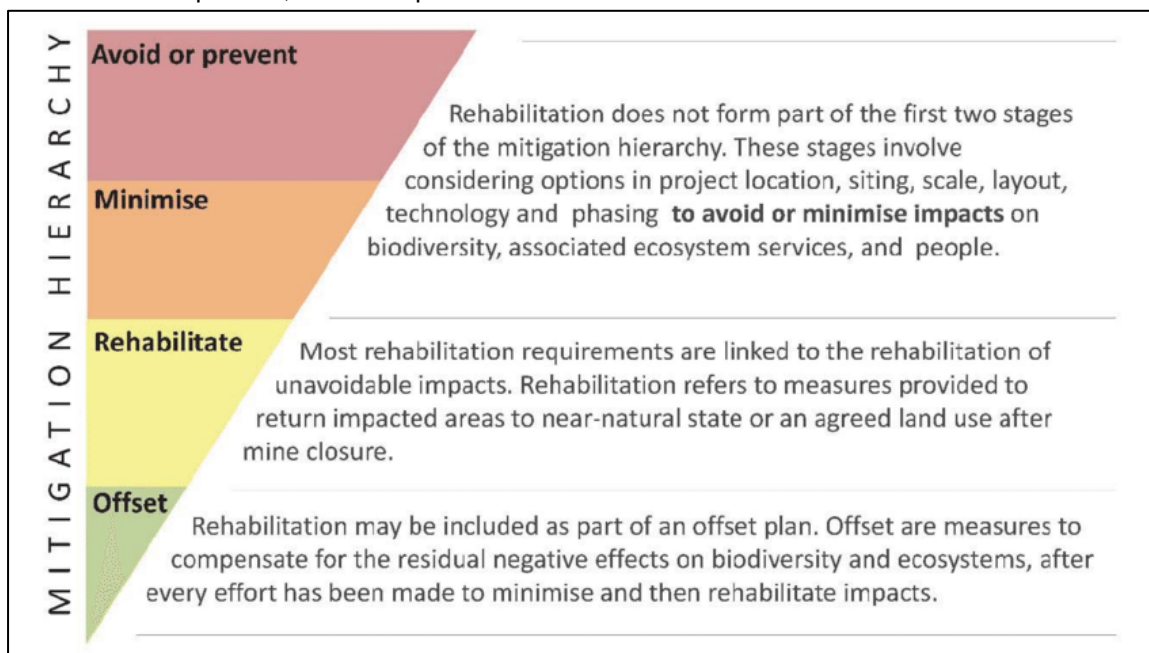 MITIGATION HIERARCHY
Avoid or prevent
Rehabilitation does not form part of the first two stages
of the mitigation hierarchy. These stages involve
considering options in project location, siting, scale, layout,
technology and phasing to avoid or minimise impacts on
biodiversity, associated ecosystem services, and people.
Minimise
Rehabilitate
Most rehabilitation requirements are linked to the rehabilitation of
unavoidable impacts. Rehabilitation refers to measures provided to
return impacted areas to near-natural state or an agreed land use after
mine closure.
Offset
Rehabilitation may be included as part of an offset plan. Offset are measures to
compensate for the residual negative effects on biodiversity and ecosystems, after
every effort has been made to minimise and then rehabilitate impacts.